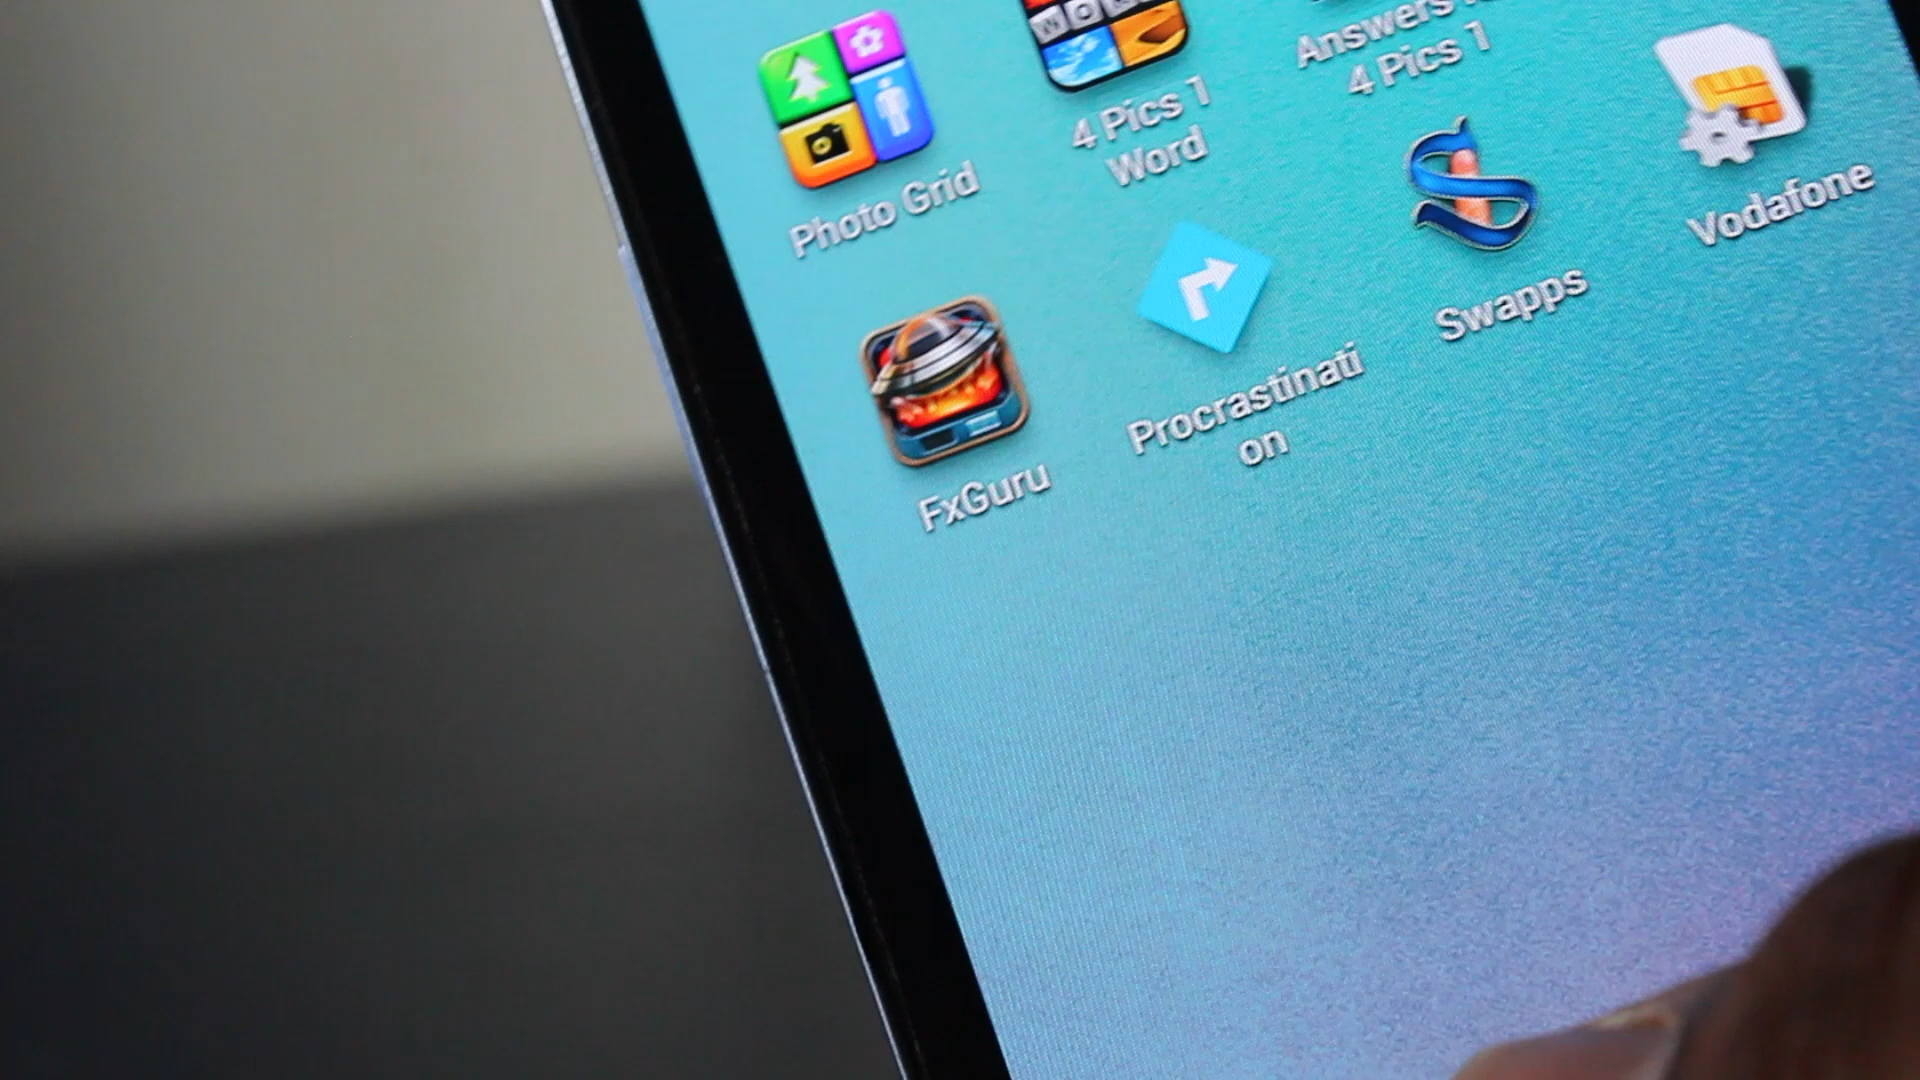 Answers
4 Pics 1
4 Pics 1
Word
Photo Grid
Vodafone
Swapps
Procrastinati
on
FxGuru